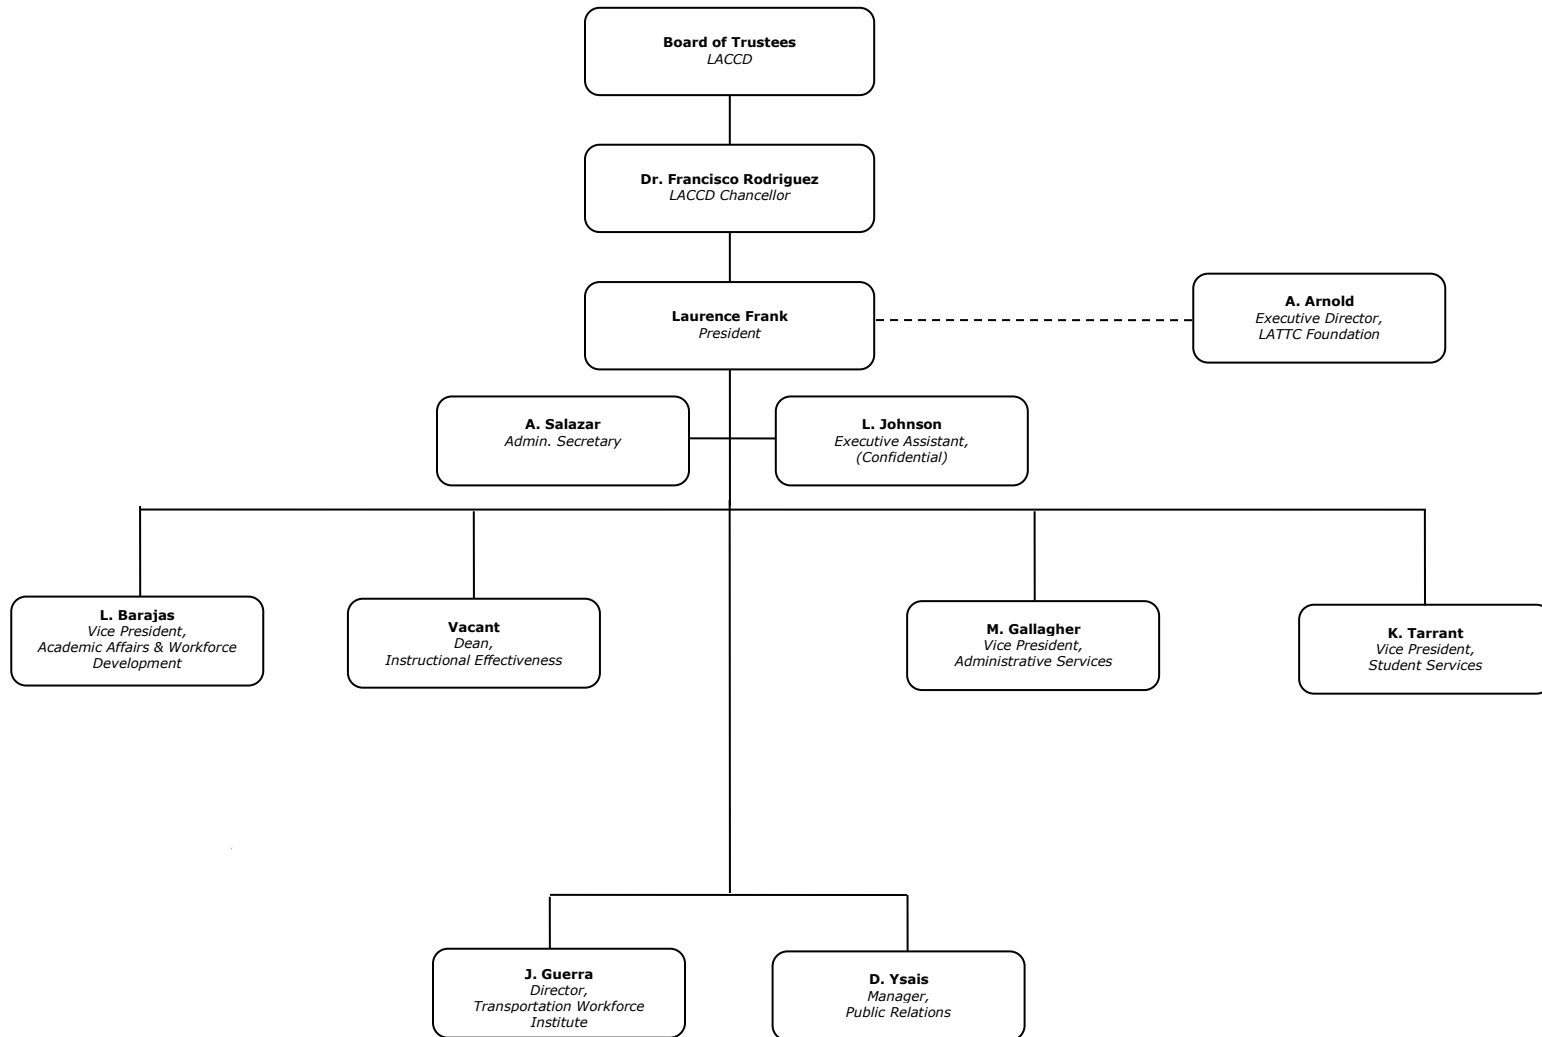 Board of Trustees
LACCD
Dr. Francisco Rodriguez
LACCD Chancellor
Laurence Frank
President
A. Arnold
Executive Director,
LATTC Foundation
A. Salazar
Admin. Secretary
L. Johnson
Executive Assistant,
(Confidential)
L. Barajas
Vice President,
Academic Affairs & Workforce
Development
Vacant
Dean,
Instructional Effectiveness
M. Gallagher
Vice President,
Administrative Services
K. Tarrant
Vice President,
Student Services
J. Guerra
Director,
Transportation Workforce
Institute
D. Ysais
Manager,
Public Relations